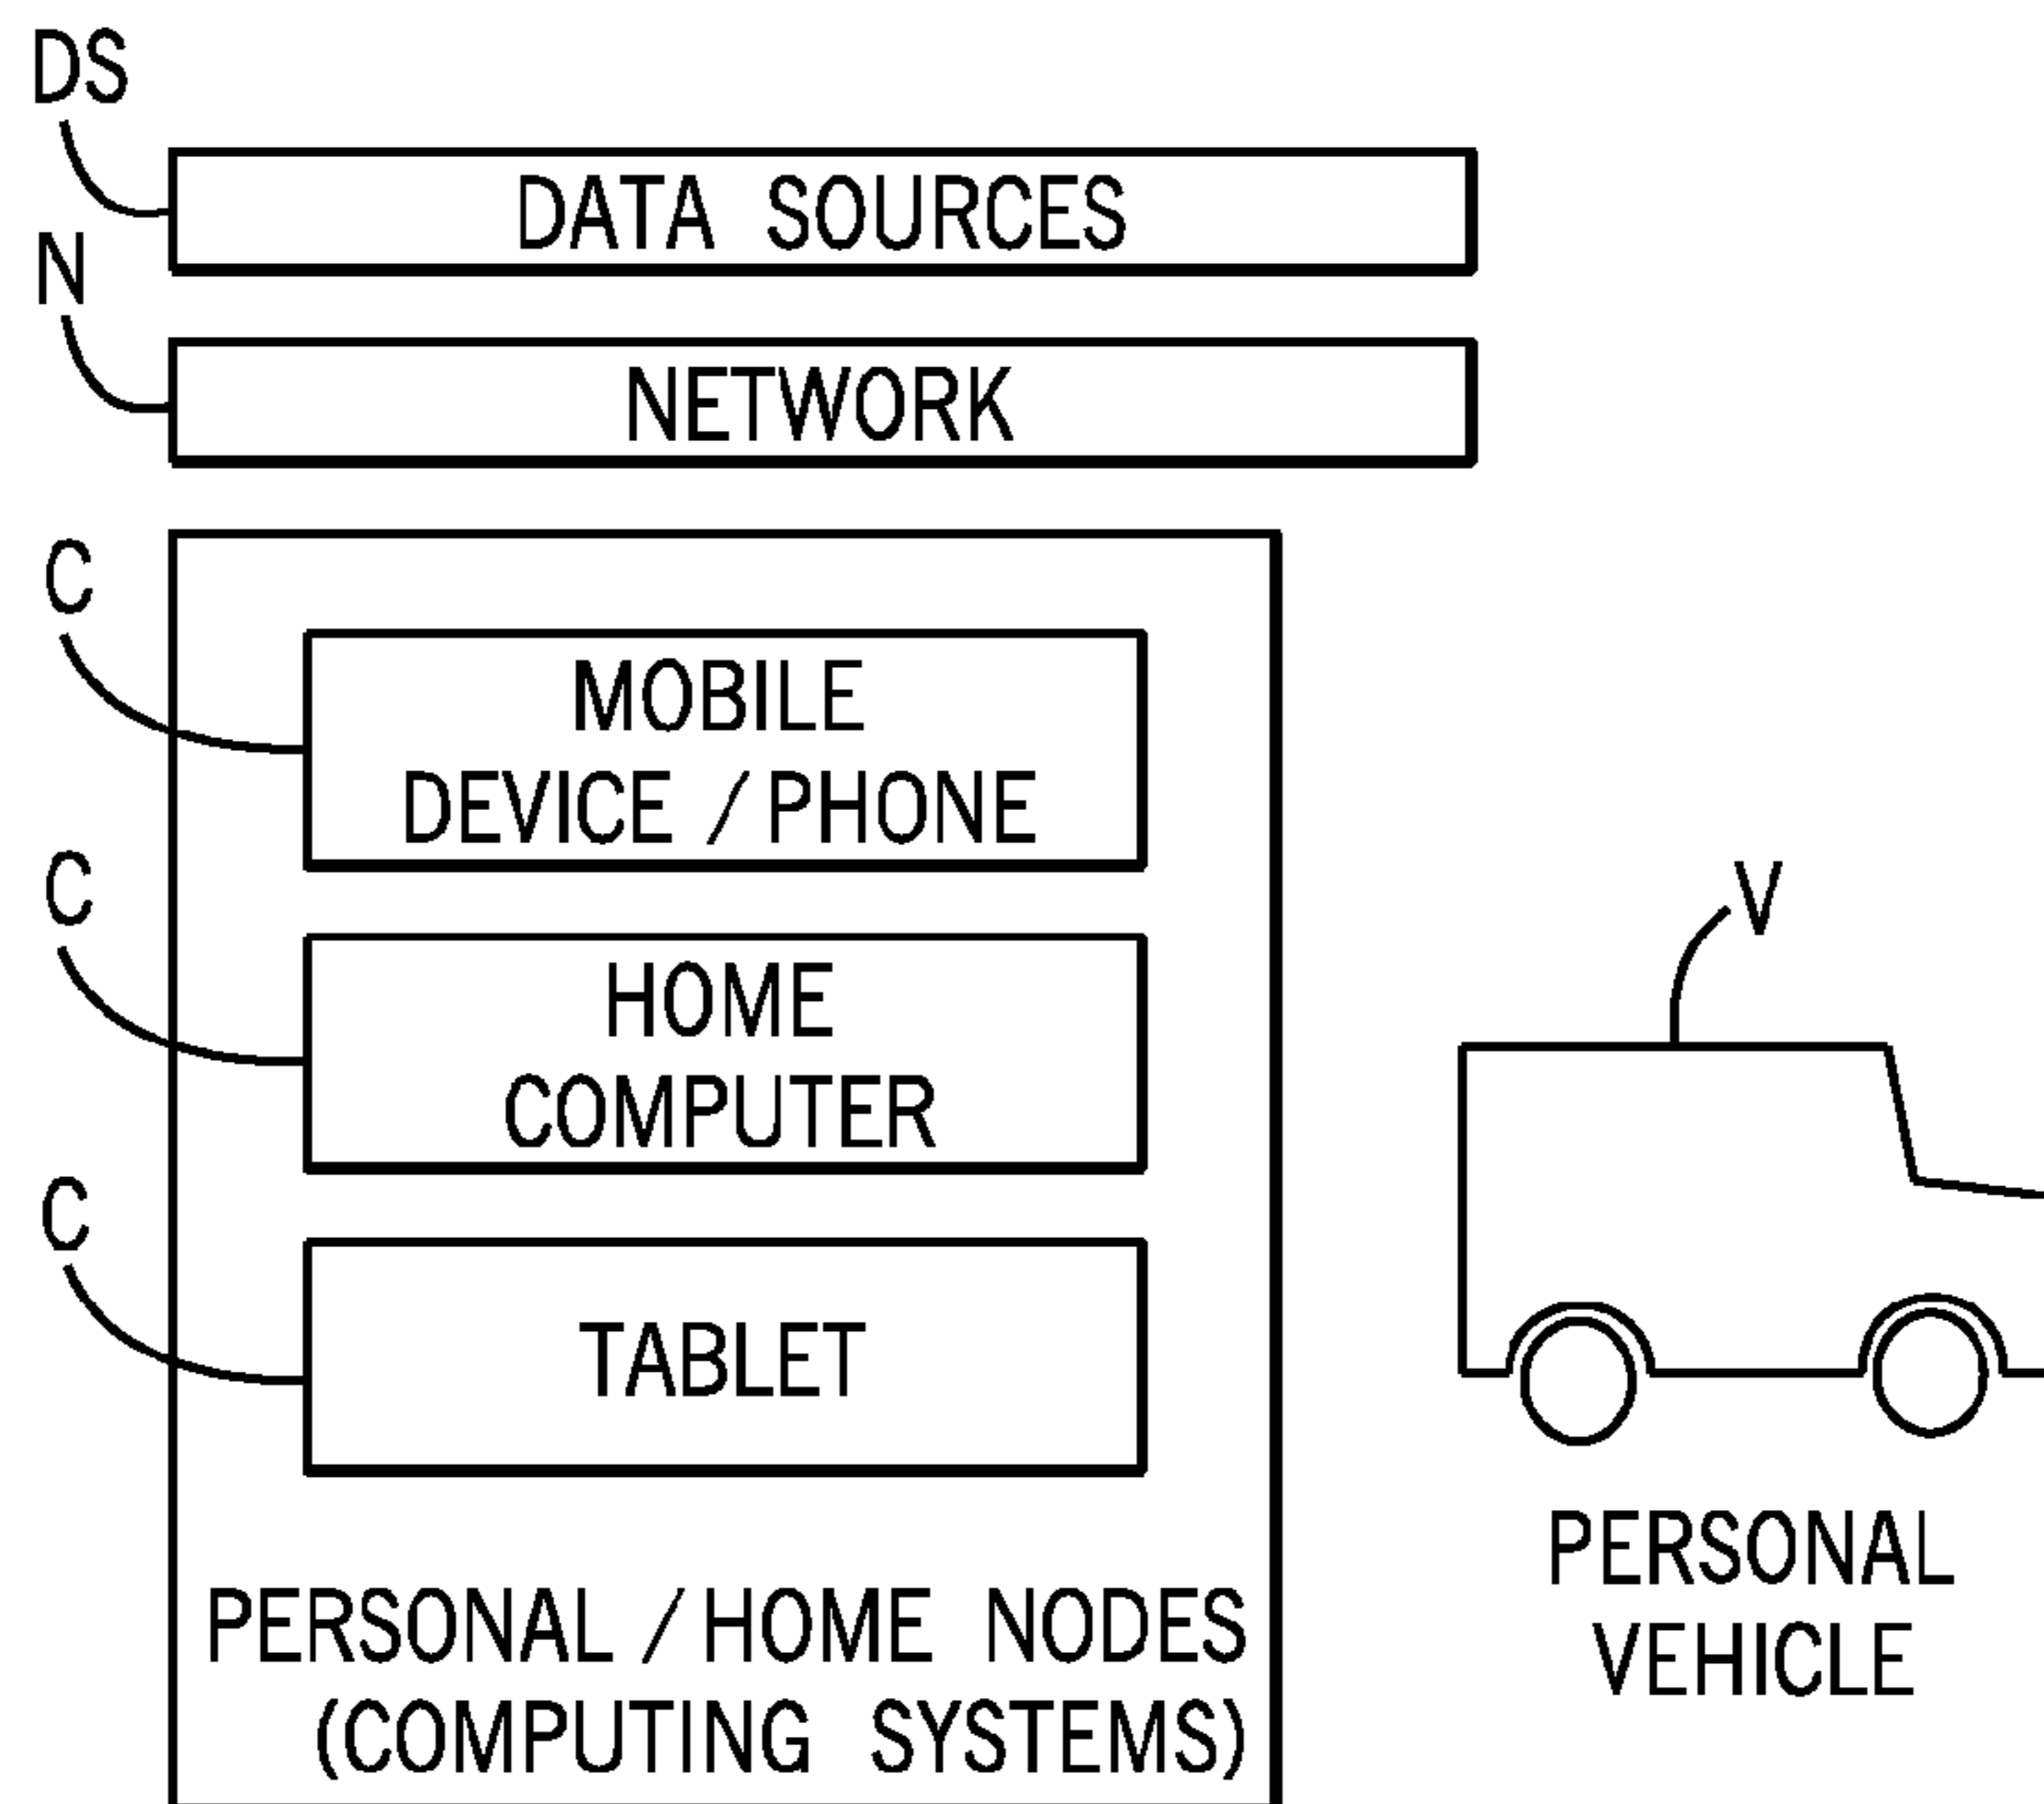 DS
DATA SOURCES
N
NETWORK
C
MOBILE
DEVICE / PHONE
C
HOME
COMPUTER
C
TABLET
PERSONAL / HOME NODES
(COMPUTING SYSTEMS)
V
PERSONAL
VEHICLE